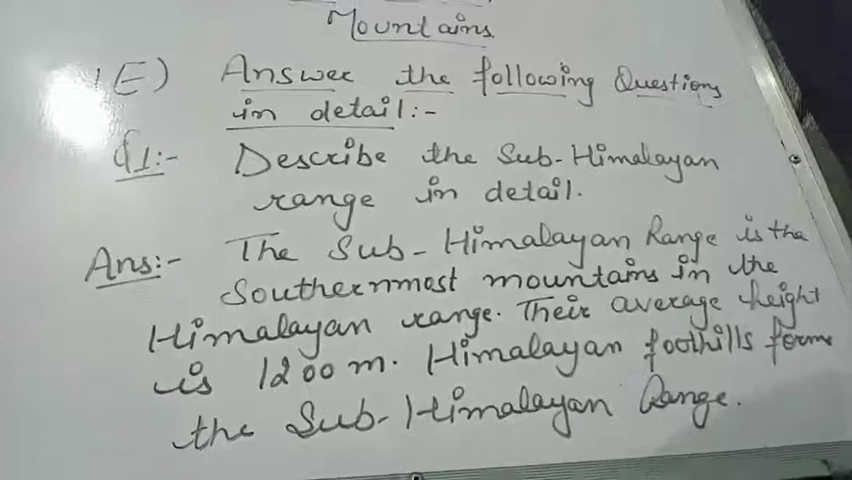 Mountains
(E) Answer the following Questions
in detail:-
Q1:- Describe the Sub-Himalayan
range in detail.
Ans:- The Sub-Himalayan Range is the
Southernmost mountains in the
Himalayan range. Their average height
is 1200 m. Himalayan foothills form
the Sub-Himalayan Range.